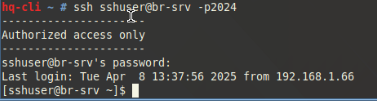 hq-cli ~ # ssh sshuser@br-srv -p2024
----------------------
Authorized access only
----------------------
sshuser@br-srv's password:
Last login: Tue Apr  8 13:37:56 2025 from 192.168.1.66
[sshuser@br-srv ~]$